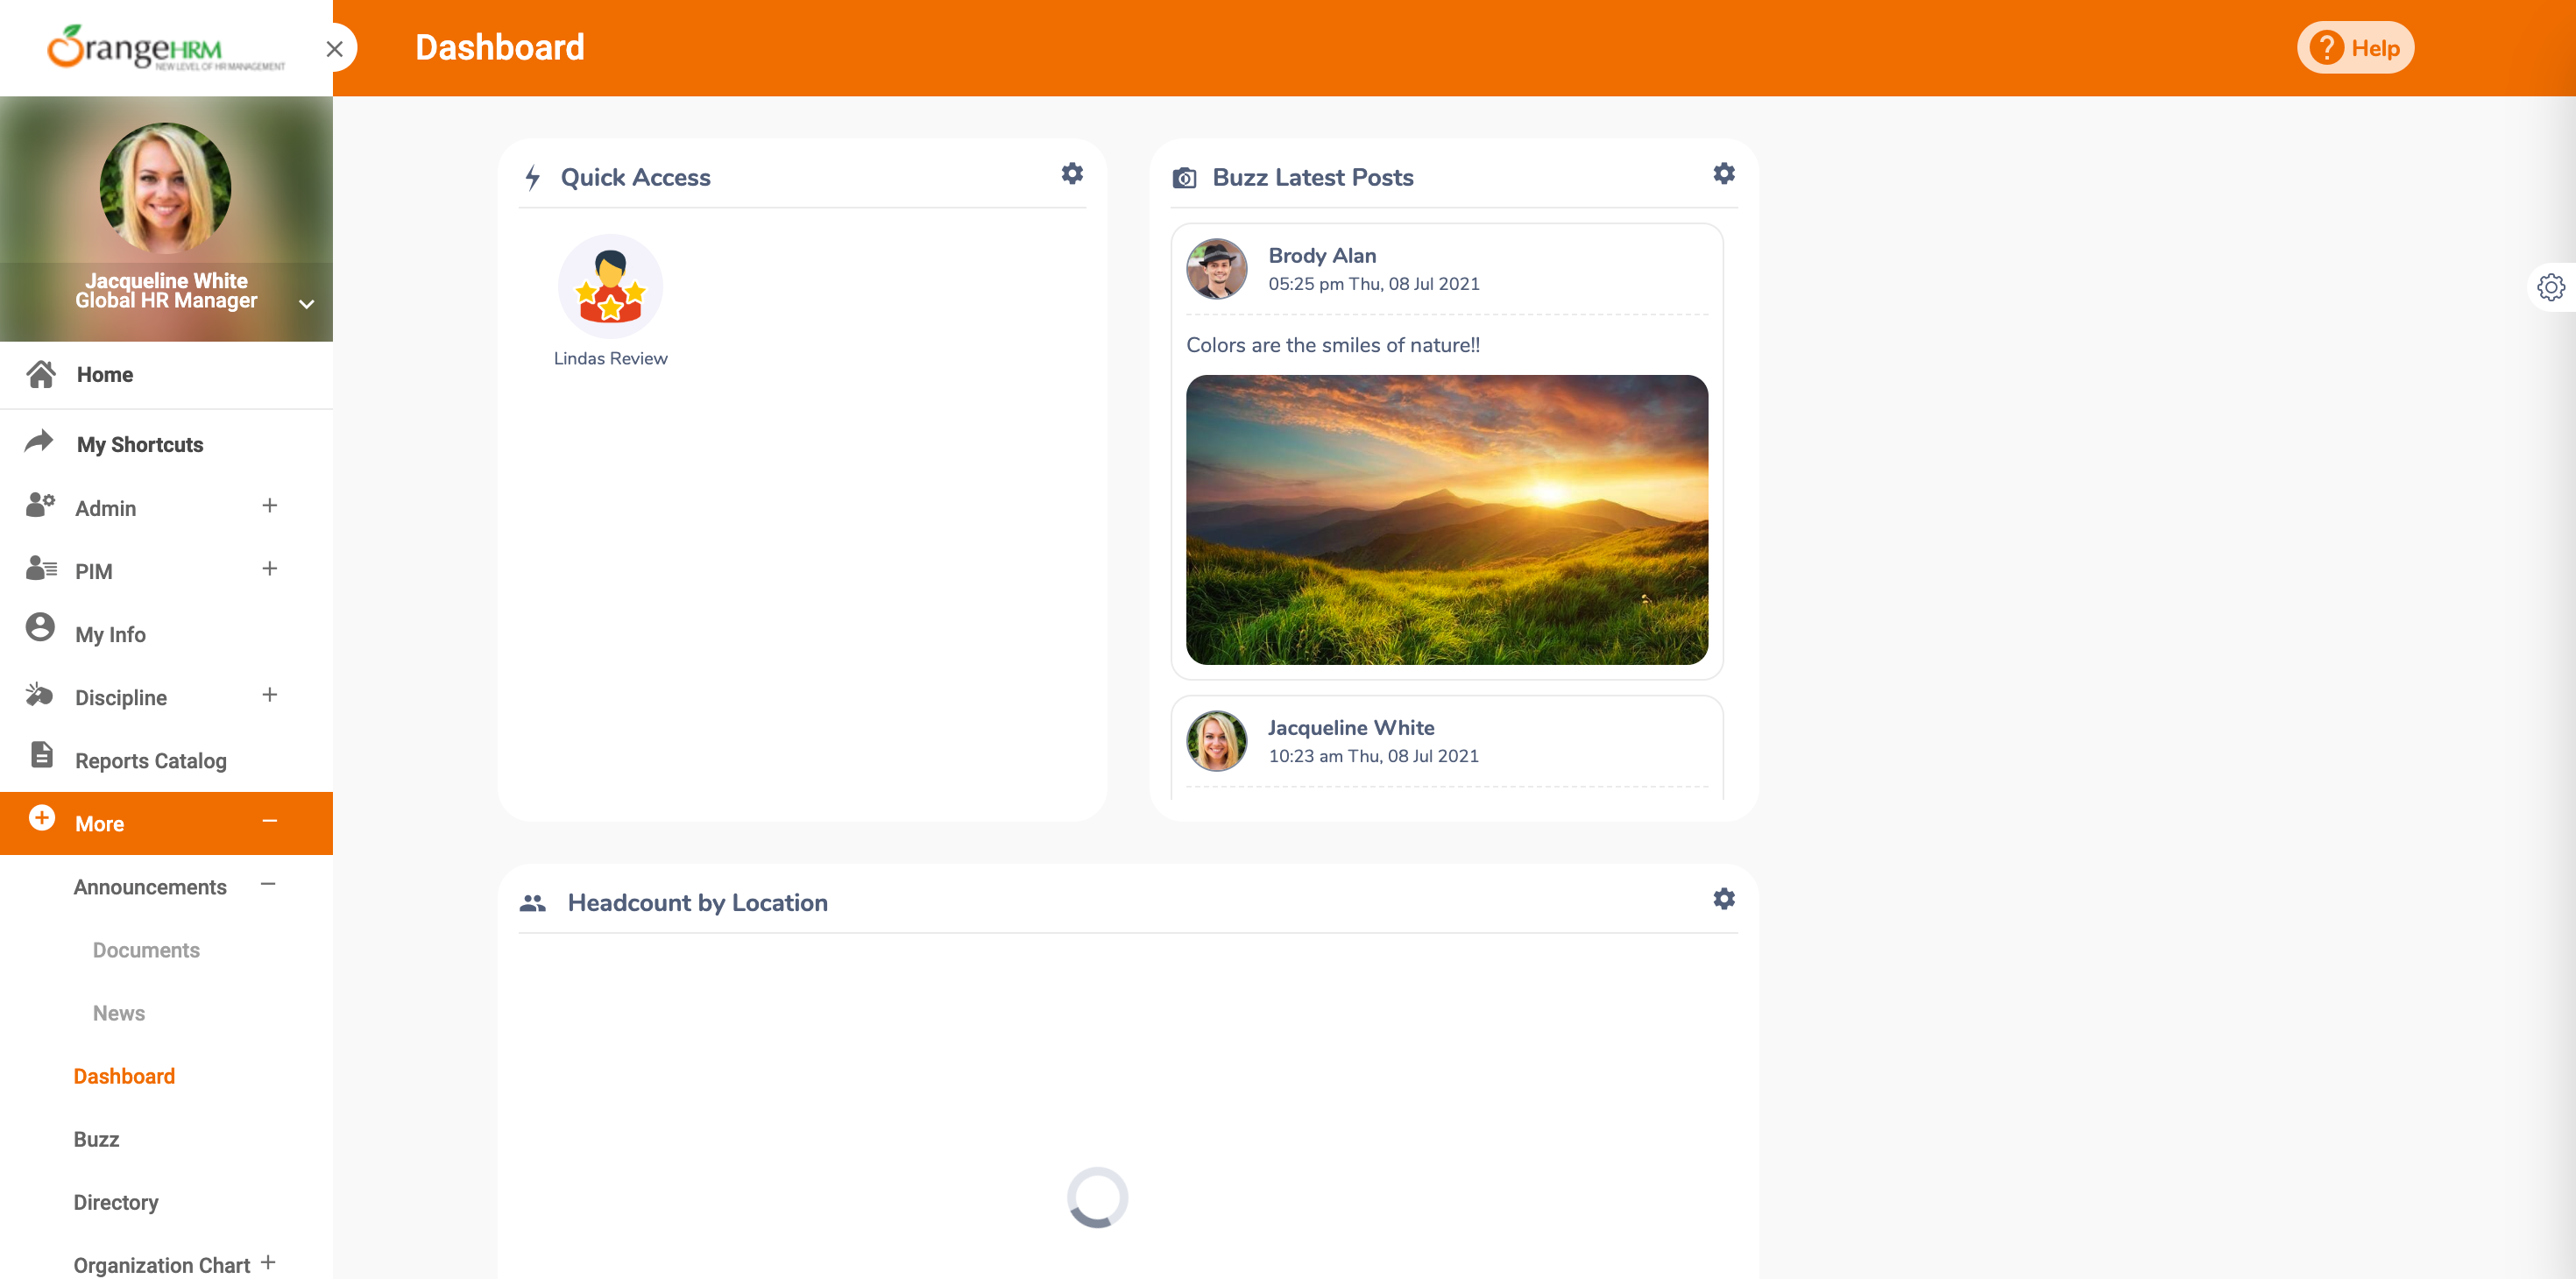 OrangeHRM
NEW LEVEL OF HR MANAGEMENT
Dashboard
Help
Jacqueline White
Global HR Manager
Home
My Shortcuts
Admin
PIM
My Info
Discipline
Reports Catalog
More
Announcements
Documents
News
Dashboard
Buzz
Directory
Organization Chart
Quick Access
Lindas Review
Buzz Latest Posts
Brody Alan
05:25 pm Thu, 08 Jul 2021
Colors are the smiles of nature!!
Jacqueline White
10:23 am Thu, 08 Jul 2021
Headcount by Location